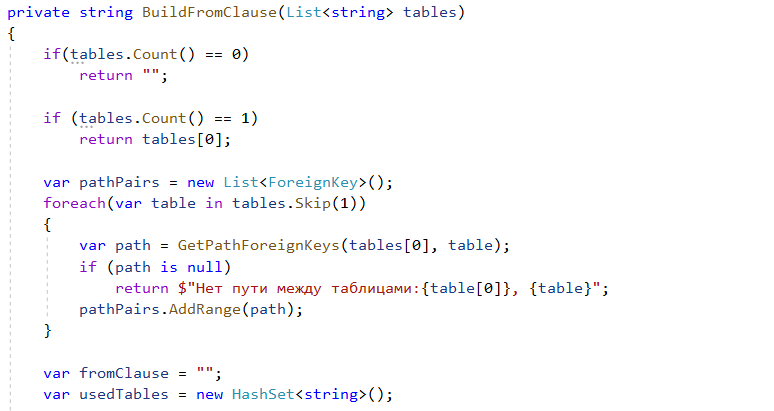 private string BuildFromClause(List<string> tables)
{
if(tables.Count() == 0)
return "";
if (tables.Count() == 1)
return tables[0];
var pathPairs = new List<ForeignKey>();
foreach(var table in tables.Skip(1))
{
var path = GetPathForeignKeys(tables[0], table);
if (path is null)
return $"Нет пути между таблицами:{table[0]}, {table}";
pathPairs.AddRange(path);
}
var fromClause = "";
var usedTables = new HashSet<string>();